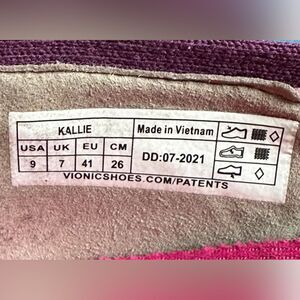 KALLIE Made in Vietnam
USA UK EU CM
9 7 41 26 DD:07-2021
VIONICSHOES.COM/PATENTS